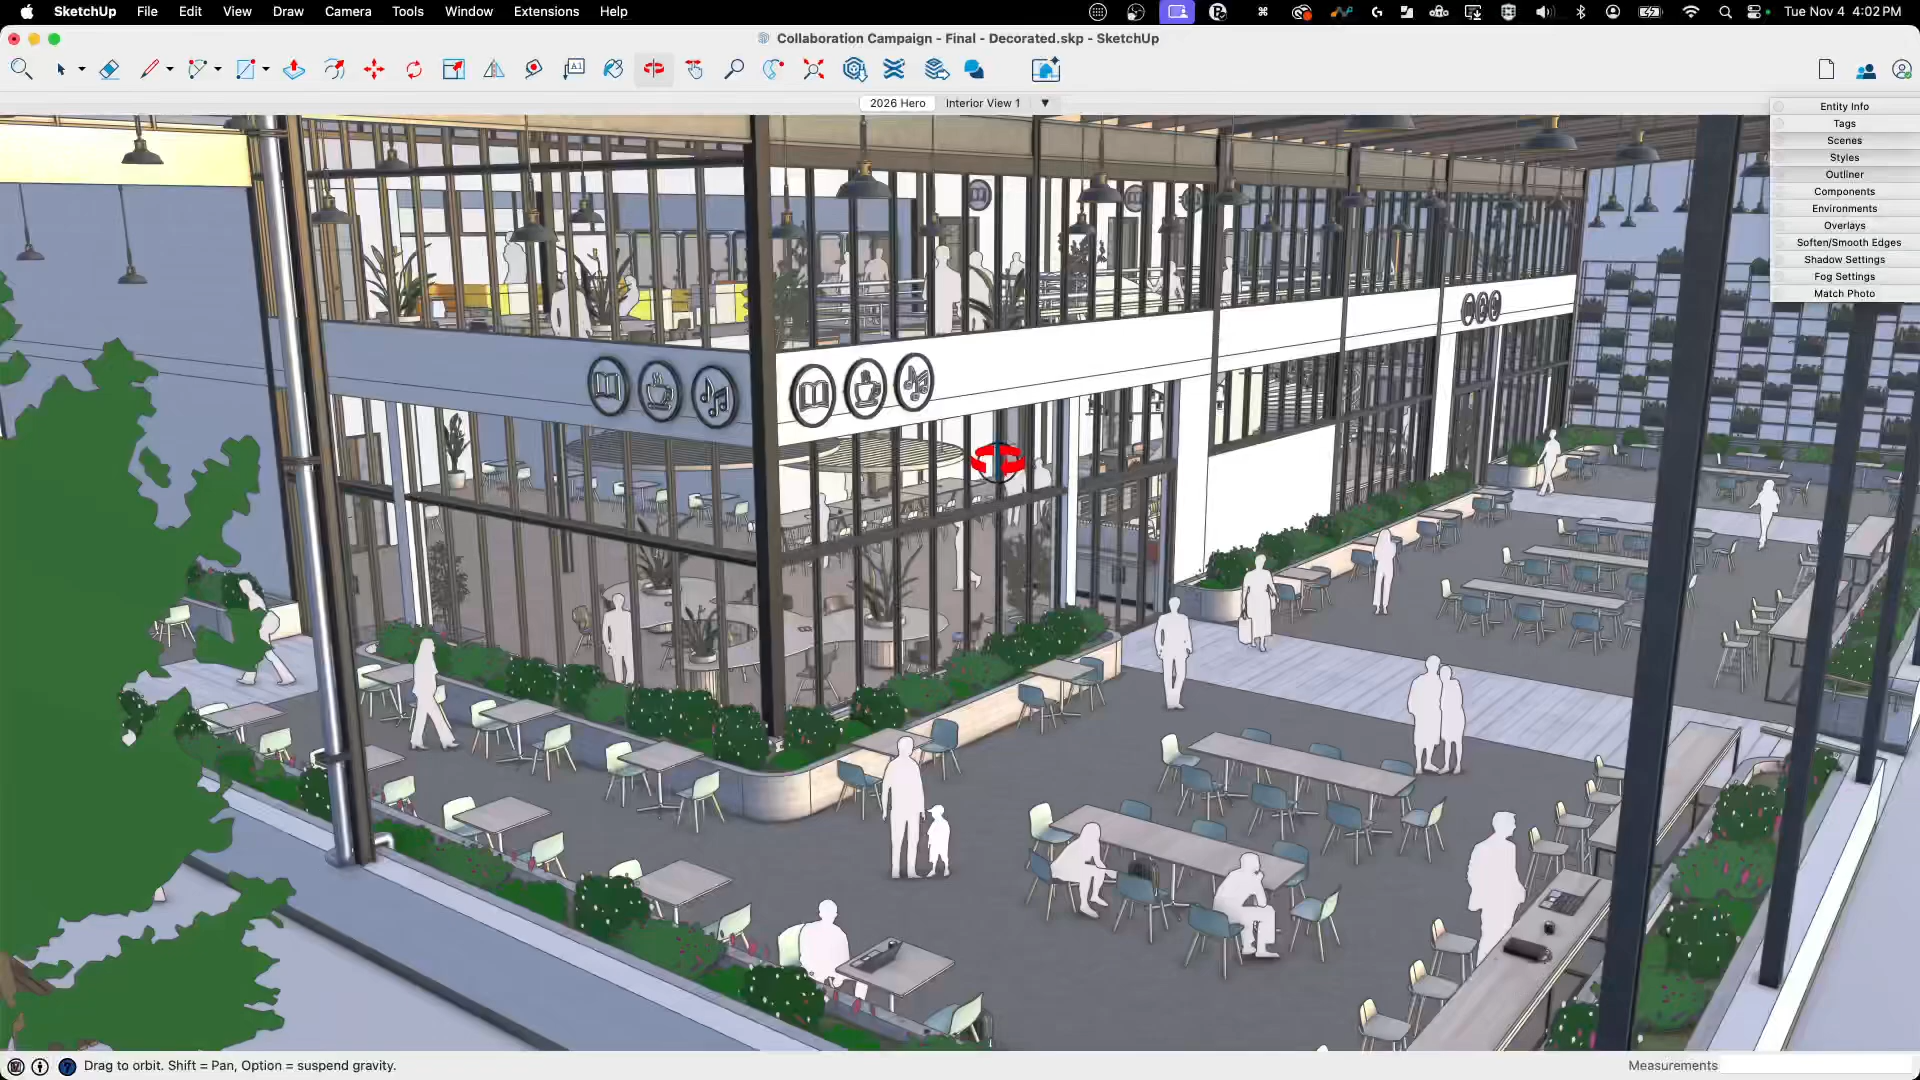 SketchUp File Edit View Draw Camera Tools Window Extensions Help Tue Nov 4 4:02 PM
Collaboration Campaign - Final - Decorated.skp - SketchUp
A1
2026 Hero Interior View 1
Entity Info
Tags
Scenes
Styles
Outliner
Components
Environments
Overlays
Soften/Smooth Edges
Shadow Settings
Fog Settings
Match Photo
Drag to orbit. Shift = Pan, Option = suspend gravity. Measurements